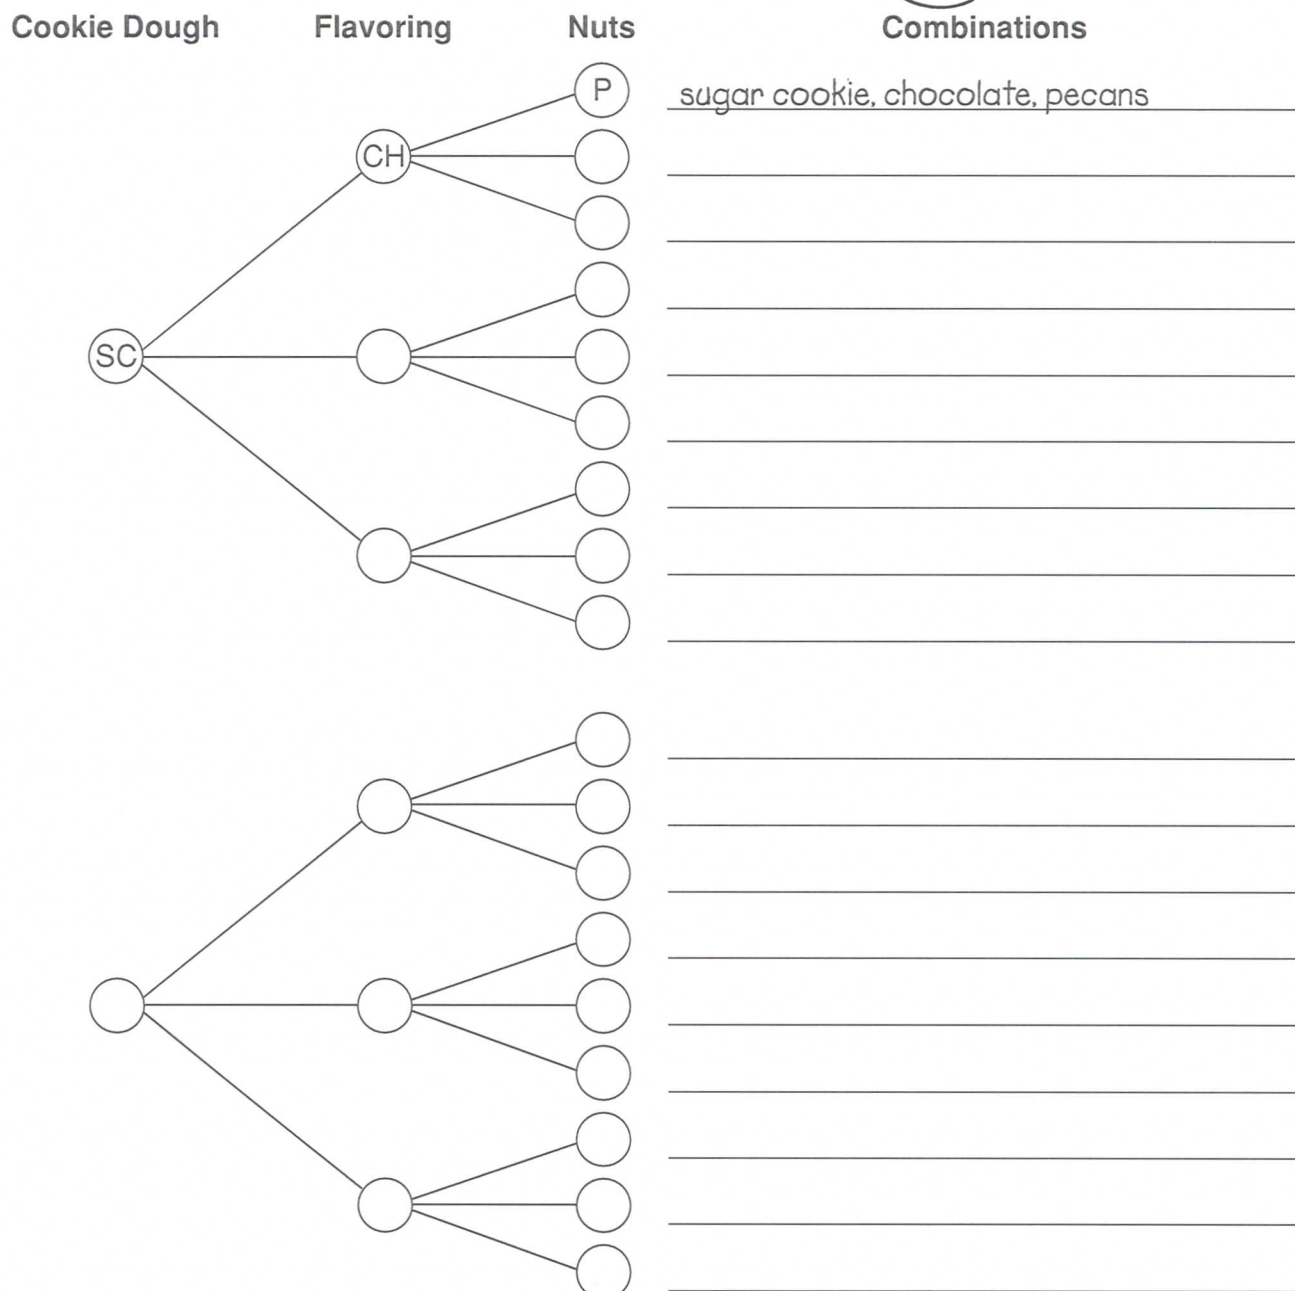 Cookie Dough Flavoring Nuts Combinations
P sugar cookie, chocolate, pecans
CH
SC